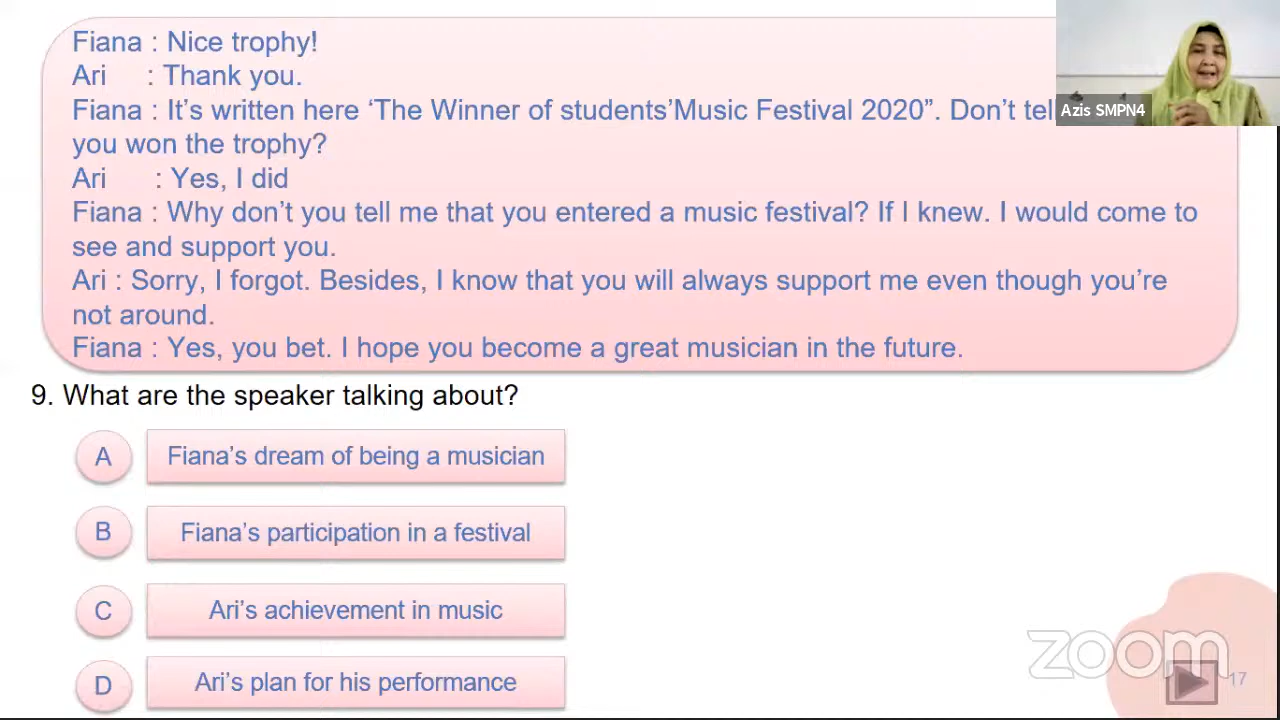 Fiana : Nice trophy!
Ari : Thank you.
Fiana : It's written here ‘The Winner of students’Music Festival 2020”. Don’t tell
you won the trophy?
Ari : Yes, I did
Fiana : Why don’t you tell me that you entered a music festival? If I knew. I would come to
see and support you.
Ari : Sorry, I forgot. Besides, I know that you will always support me even though you’re
not around.
Fiana : Yes, you bet. I hope you become a great musician in the future.
Azis SMPN4
9. What are the speaker talking about?
A Fiana’s dream of being a musician
B Fiana’s participation in a festival
C Ari’s achievement in music
D Ari’s plan for his performance
zoom
17